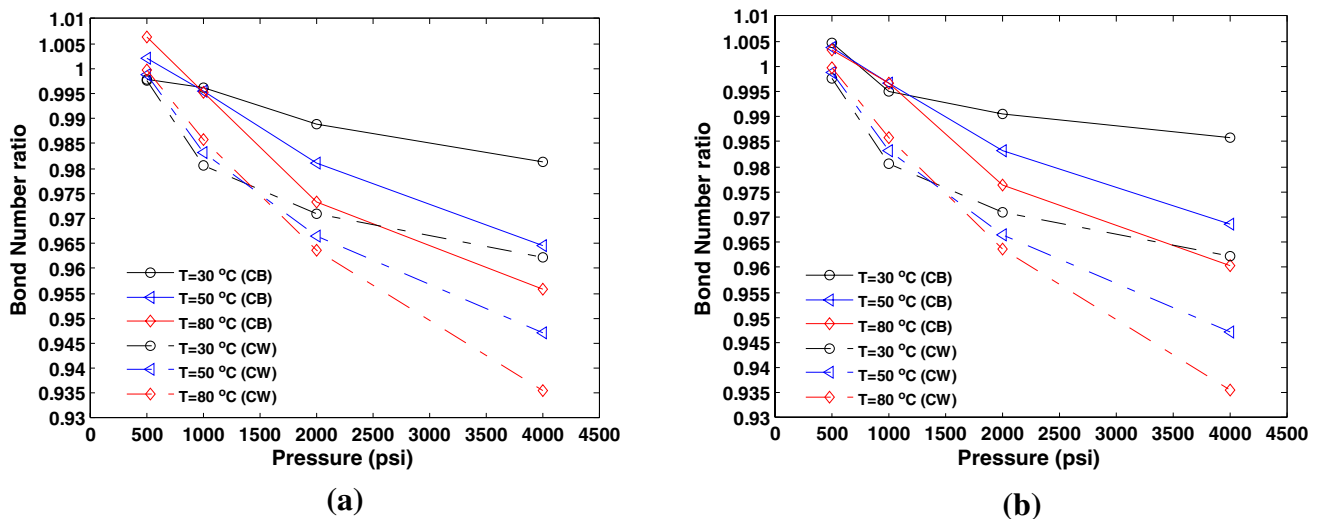 1.01
1.005
1
0.995
0.99
0.985
0.98
0.975
0.97
0.965
0.96
0.955
0.95
0.945
0.94
0.935
0.93
Bond Number ratio
T=30 °C (CB)
T=50 °C (CB)
T=80 °C (CB)
T=30 °C (CW)
T=50 °C (CW)
T=80 °C (CW)
0 500 1000 1500 2000 2500 3000 3500 4000 4500
Pressure (psi)
(a)
1.01
1.005
1
0.995
0.99
0.985
0.98
0.975
0.97
0.965
0.96
0.955
0.95
0.945
0.94
0.935
0.93
Bond Number ratio
T=30 °C (CB)
T=50 °C (CB)
T=80 °C (CB)
T=30 °C (CW)
T=50 °C (CW)
T=80 °C (CW)
0 500 1000 1500 2000 2500 3000 3500 4000 4500
Pressure (psi)
(b)